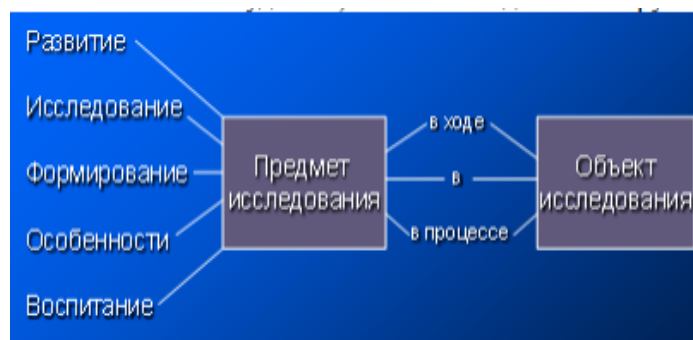 Развитие
Исследование
Формирование
Особенности
Воспитание
Предмет
исследования
в ходе
в
в процессе
Объект
исследования